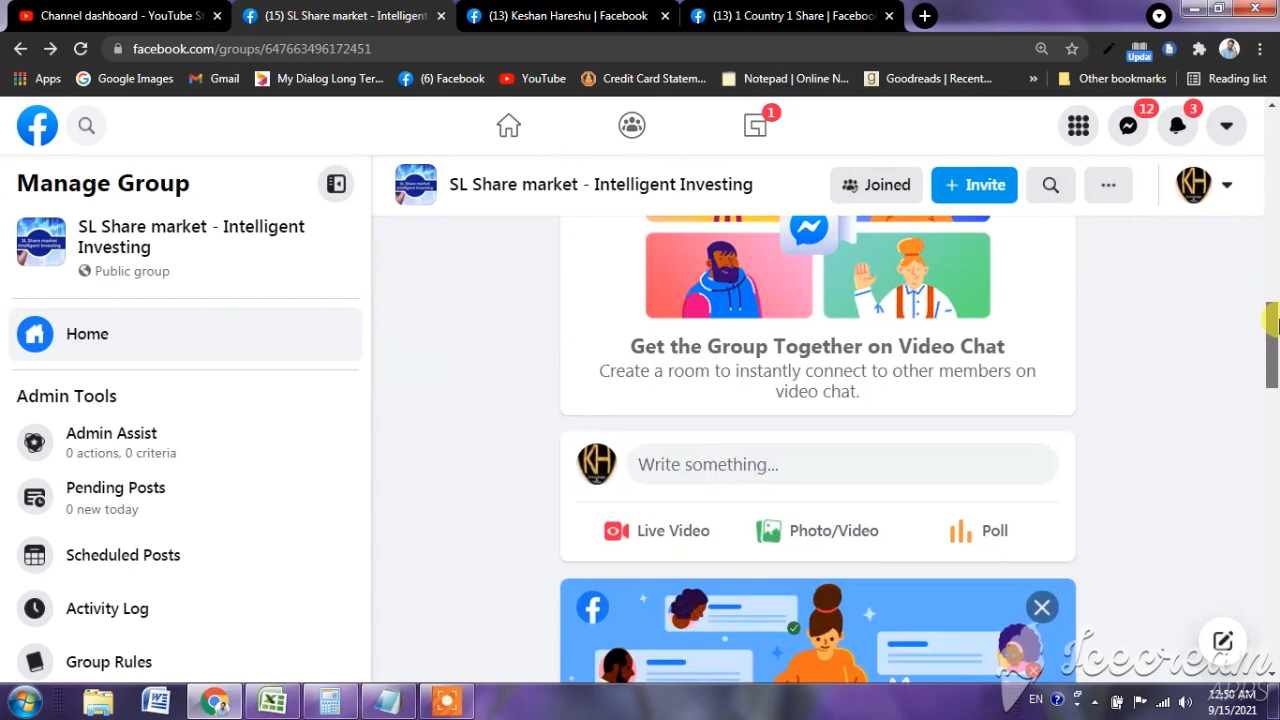 Channel dashboard - YouTube St
(15) SL Share market - Intelligent
(13) Keshan Hareshu | Facebook
(13) 1 Country 1 Share | Faceboo
facebook.com/groups/647663496172451
Updat
Apps
Google Images
Gmail
My Dialog Long Ter...
(6) Facebook
YouTube
Credit Card Statem...
Notepad | Online N...
Goodreads | Recent...
»
Other bookmarks
Reading list
1
12
3
Manage Group
SL Share market - Intelligent Investing
Joined
+ Invite
KH
SL Share market - Intelligent
Investing
Public group
Home
Admin Tools
Admin Assist
0 actions, 0 criteria
Pending Posts
0 new today
Scheduled Posts
Activity Log
Group Rules
Get the Group Together on Video Chat
Create a room to instantly connect to other members on
video chat.
KH
Write something...
Live Video
Photo/Video
Poll
Icecream
APPS
EN
12:50 AM
9/15/2021